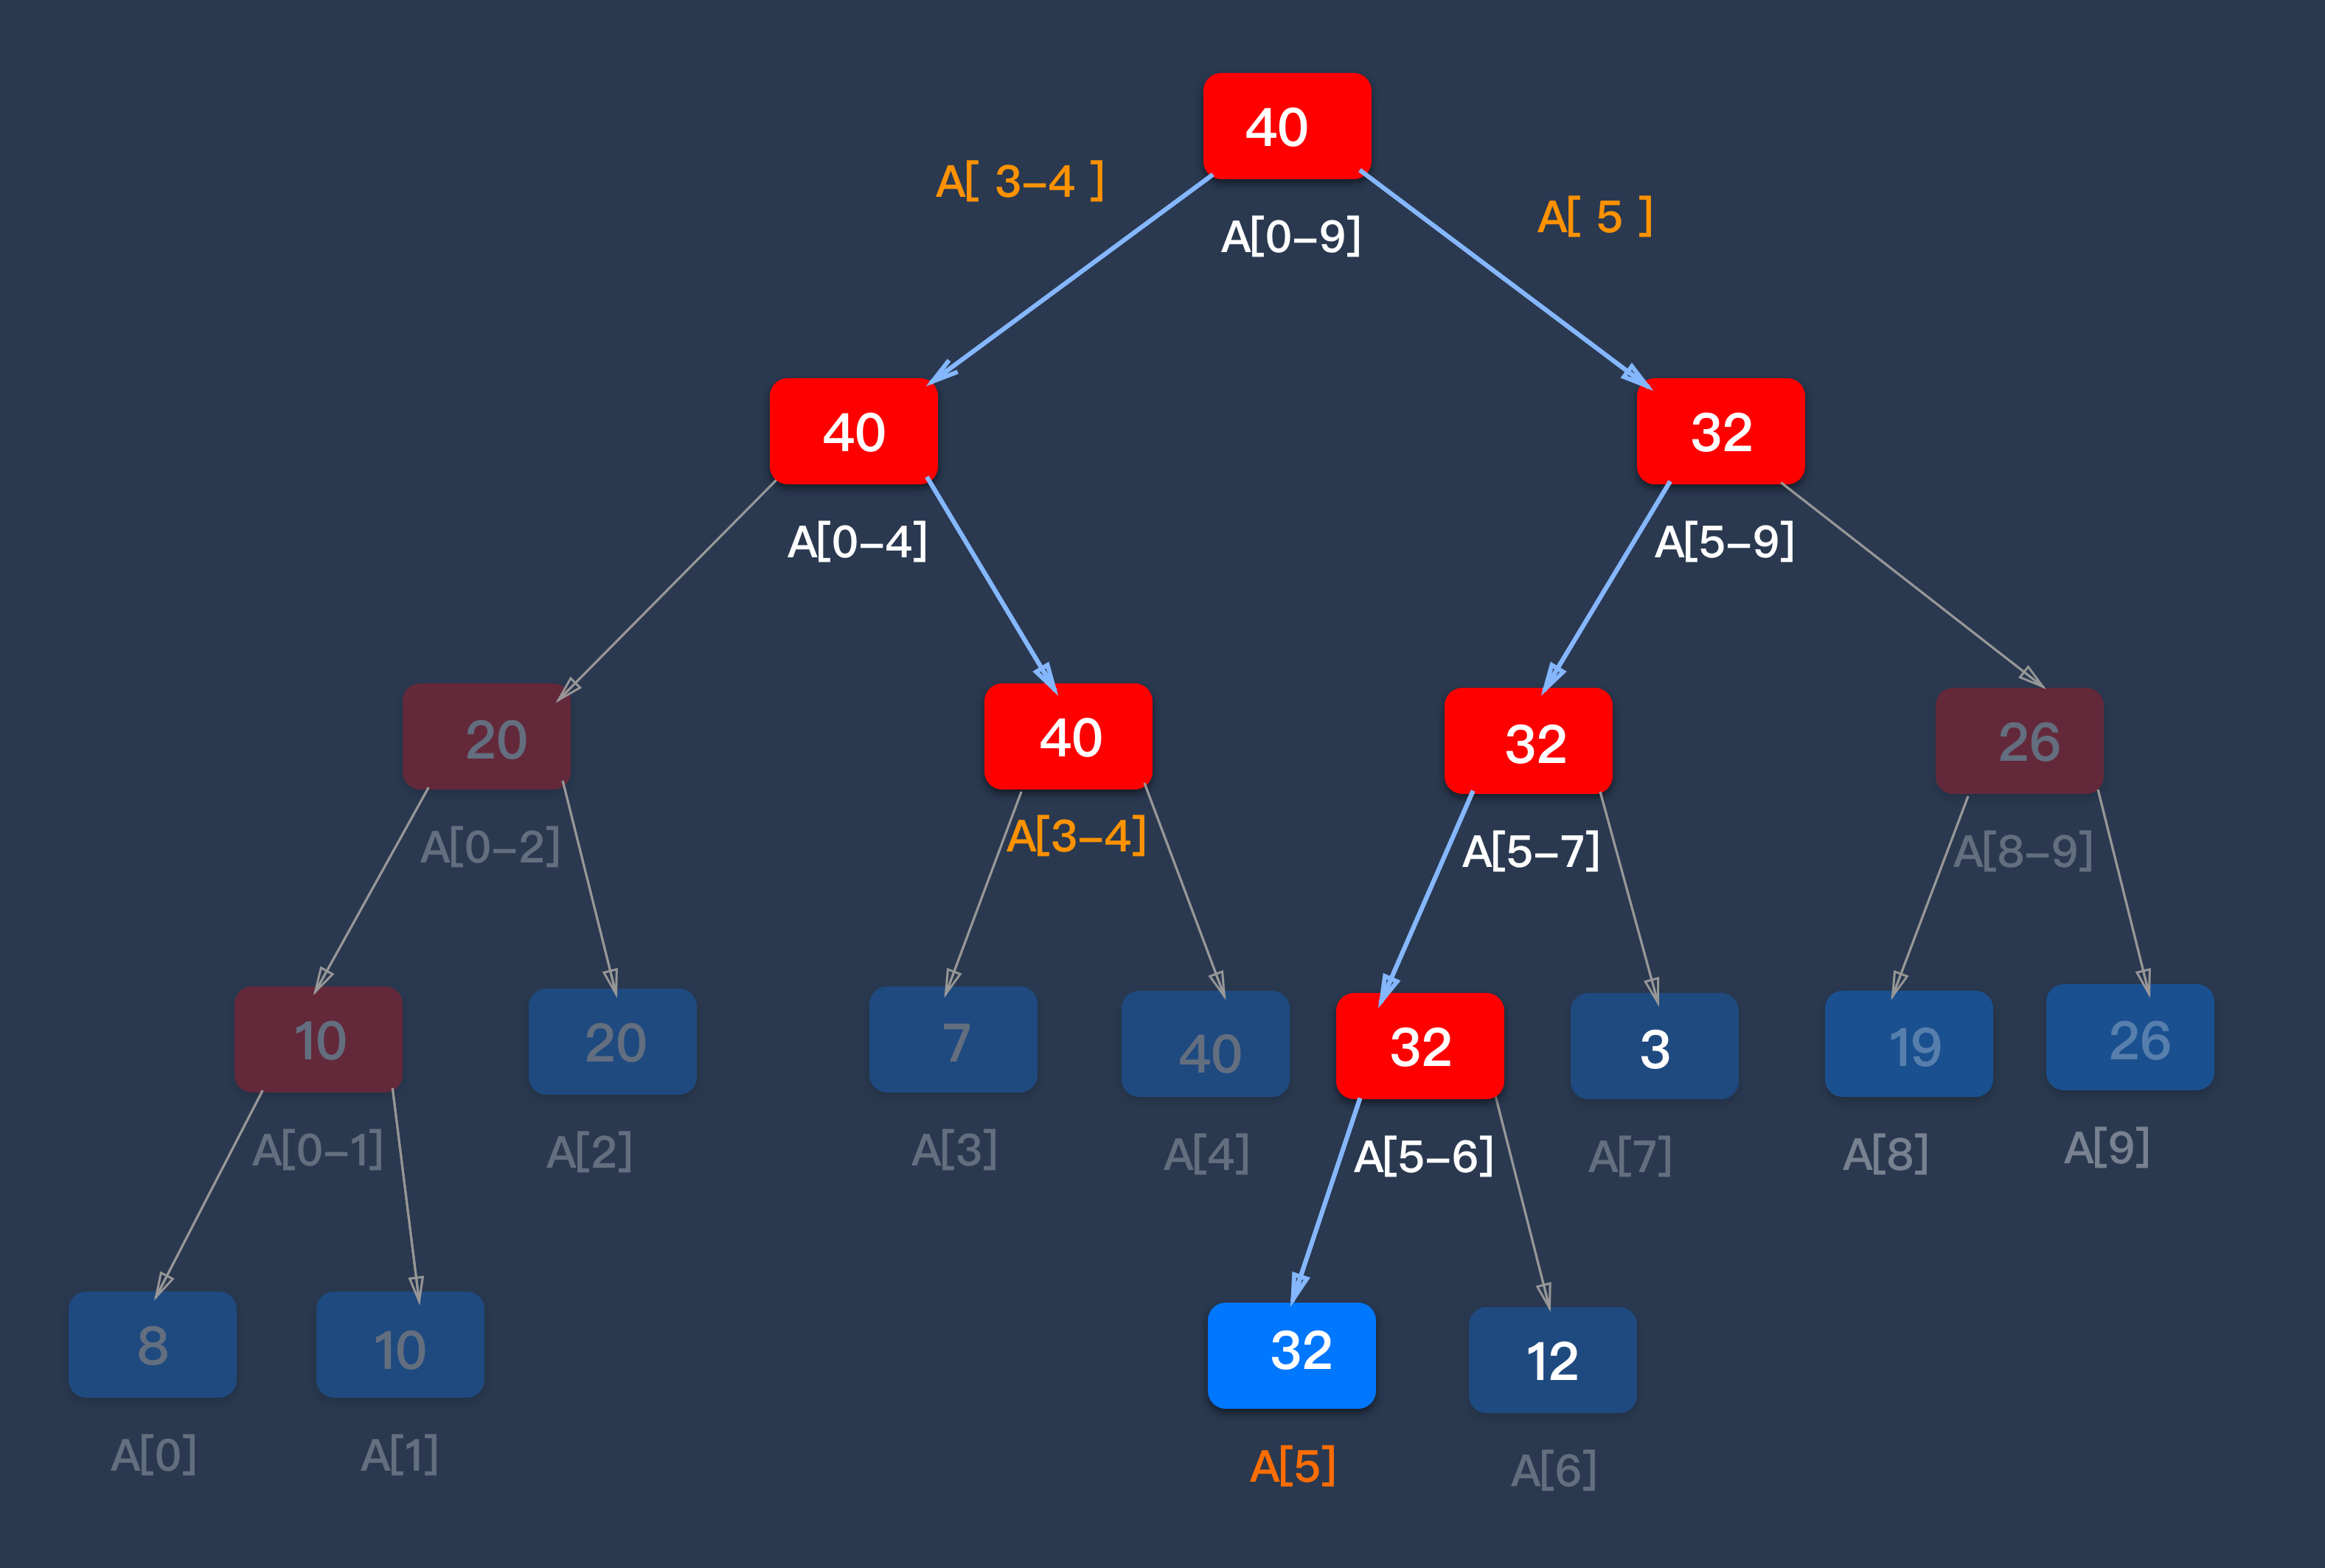 40
A[ 3–4 ]
A[ 5 ]
A[0–9]
40
32
A[0–4]
A[5–9]
20
40
32
26
A[0–2]
A[3–4]
A[5–7]
A[8–9]
10
20
7
40
32
3
19
26
A[0–1]
A[2]
A[3]
A[4]
A[5–6]
A[7]
A[8]
A[9]
8
10
32
12
A[0]
A[1]
A[5]
A[6]